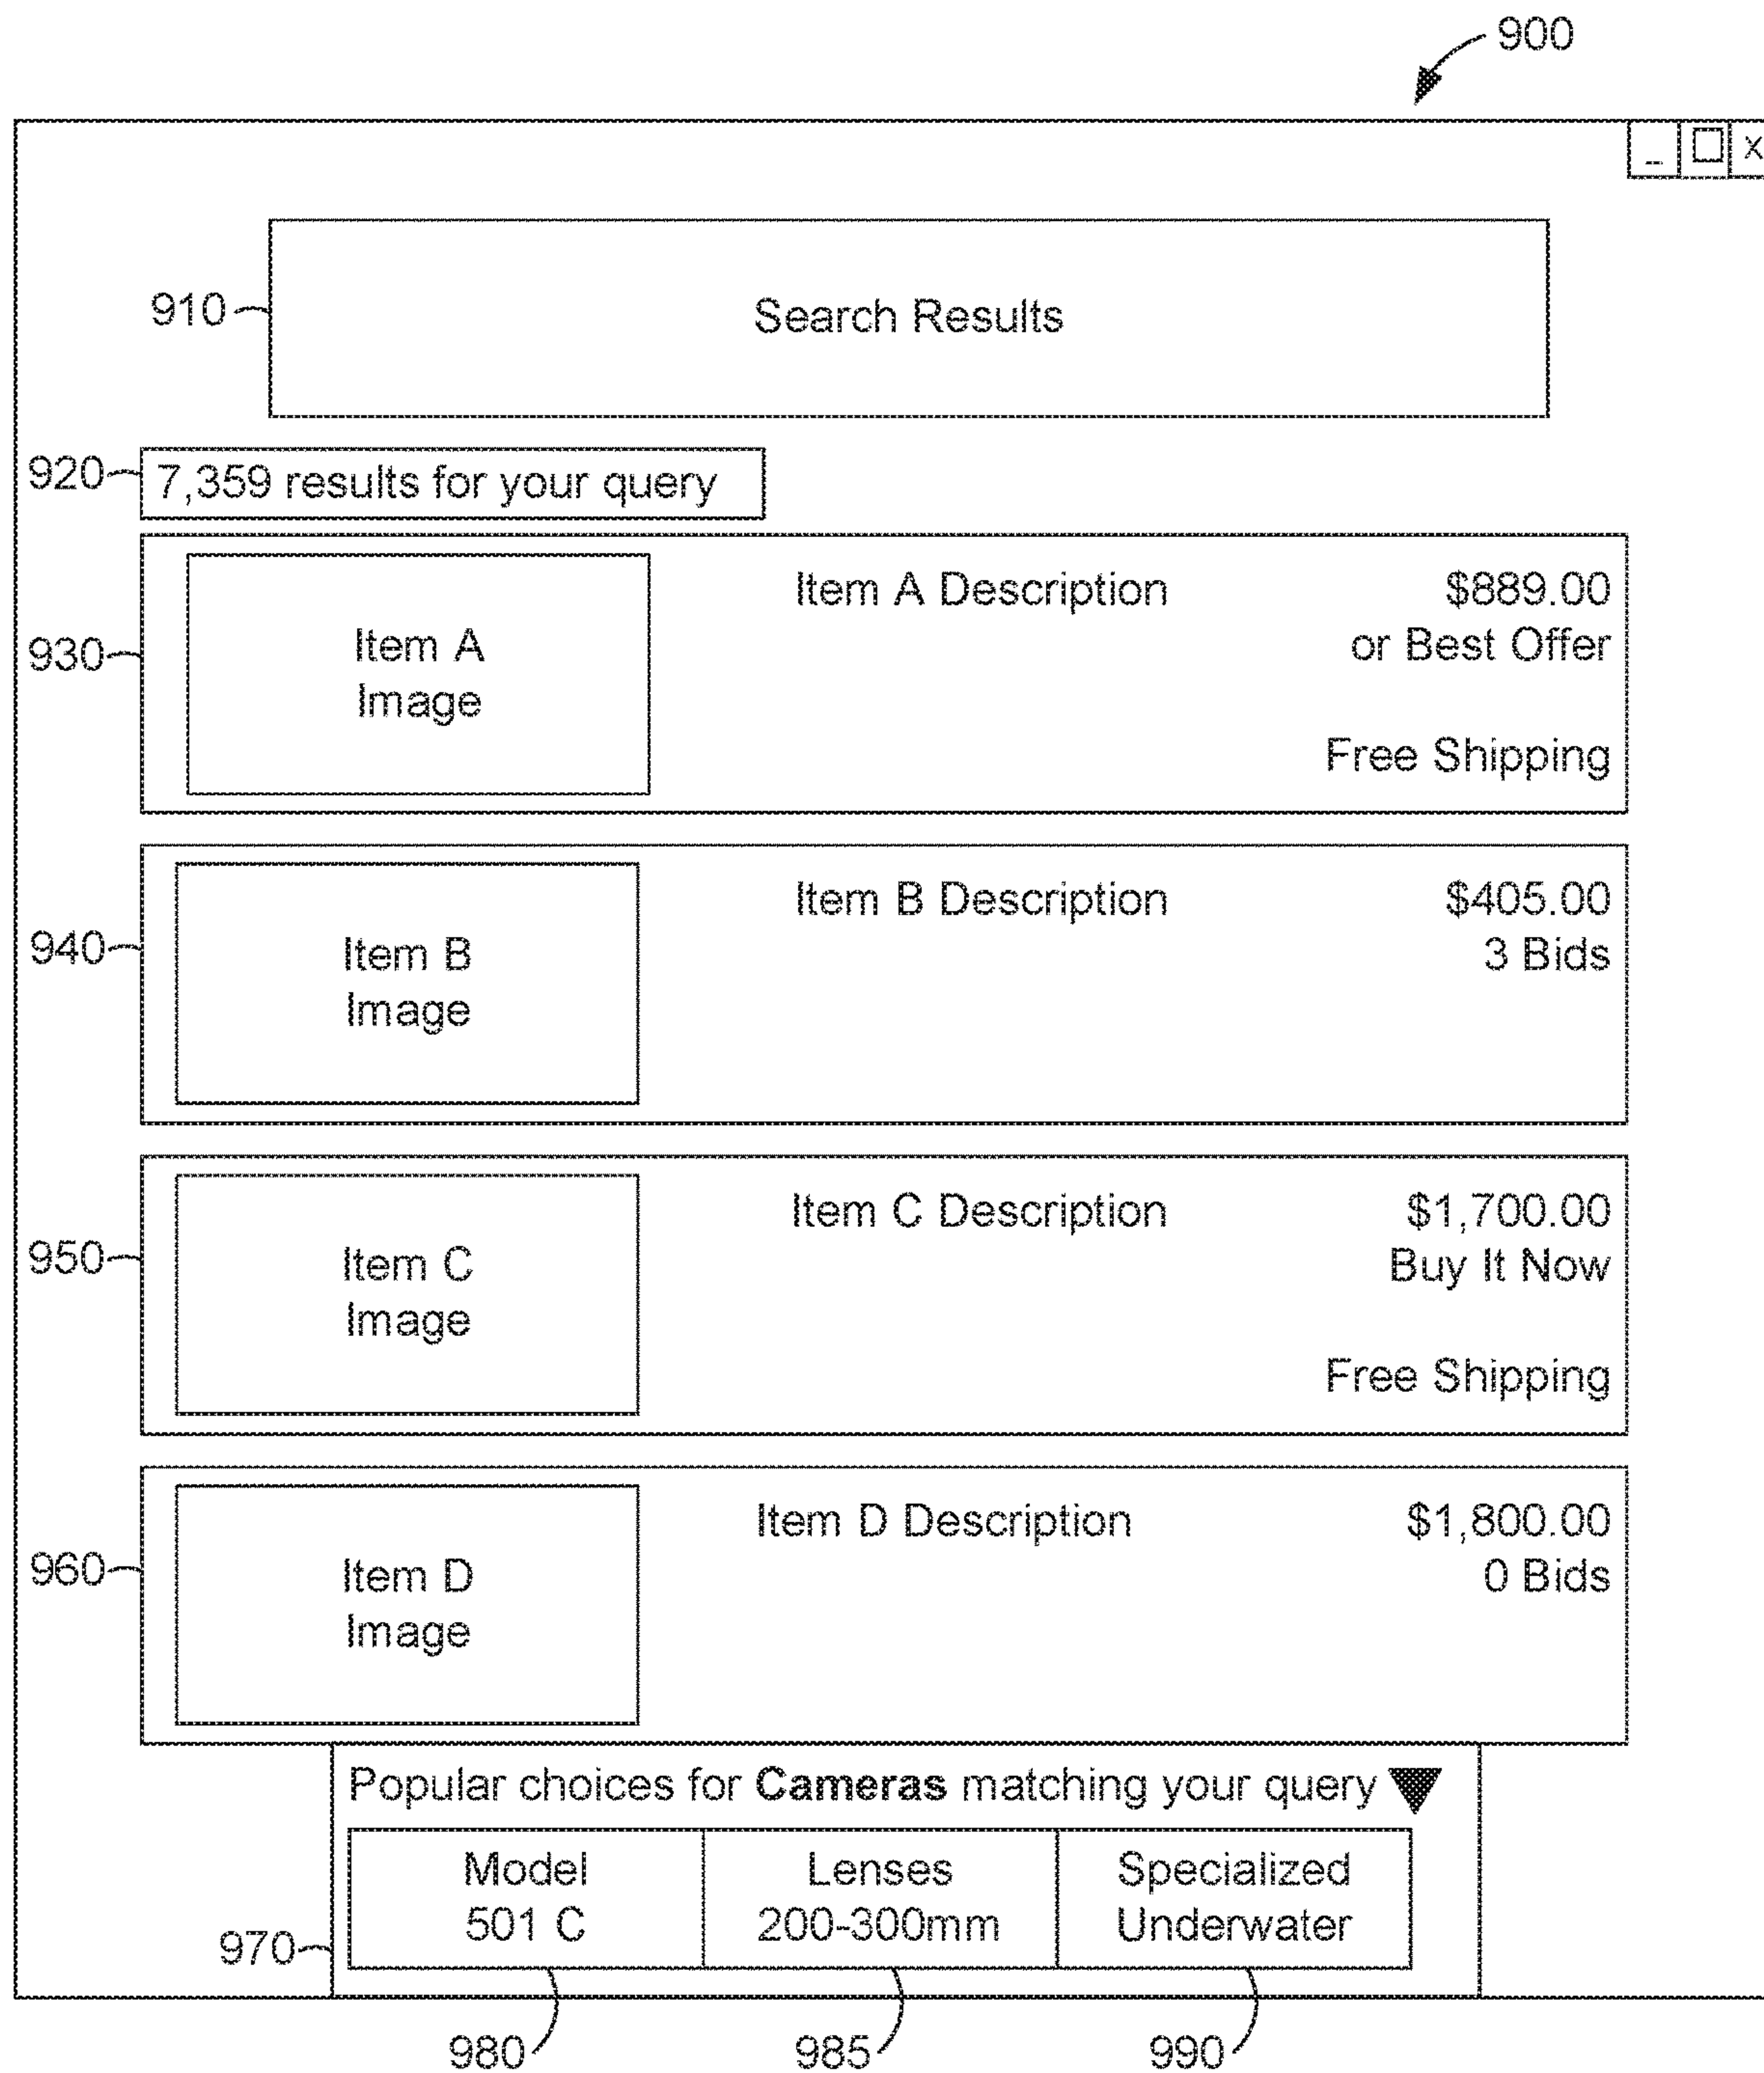 900
_ □ X
910
Search Results
920
7,359 results for your query
930
Item A
Image
Item A Description
$889.00
or Best Offer
Free Shipping
940
Item B
Image
Item B Description
$405.00
3 Bids
950
Item C
Image
Item C Description
$1,700.00
Buy It Now
Free Shipping
960
Item D
Image
Item D Description
$1,800.00
0 Bids
970
Popular choices for Cameras matching your query
Model
501 C
Lenses
200-300mm
Specialized
Underwater
980
985
990